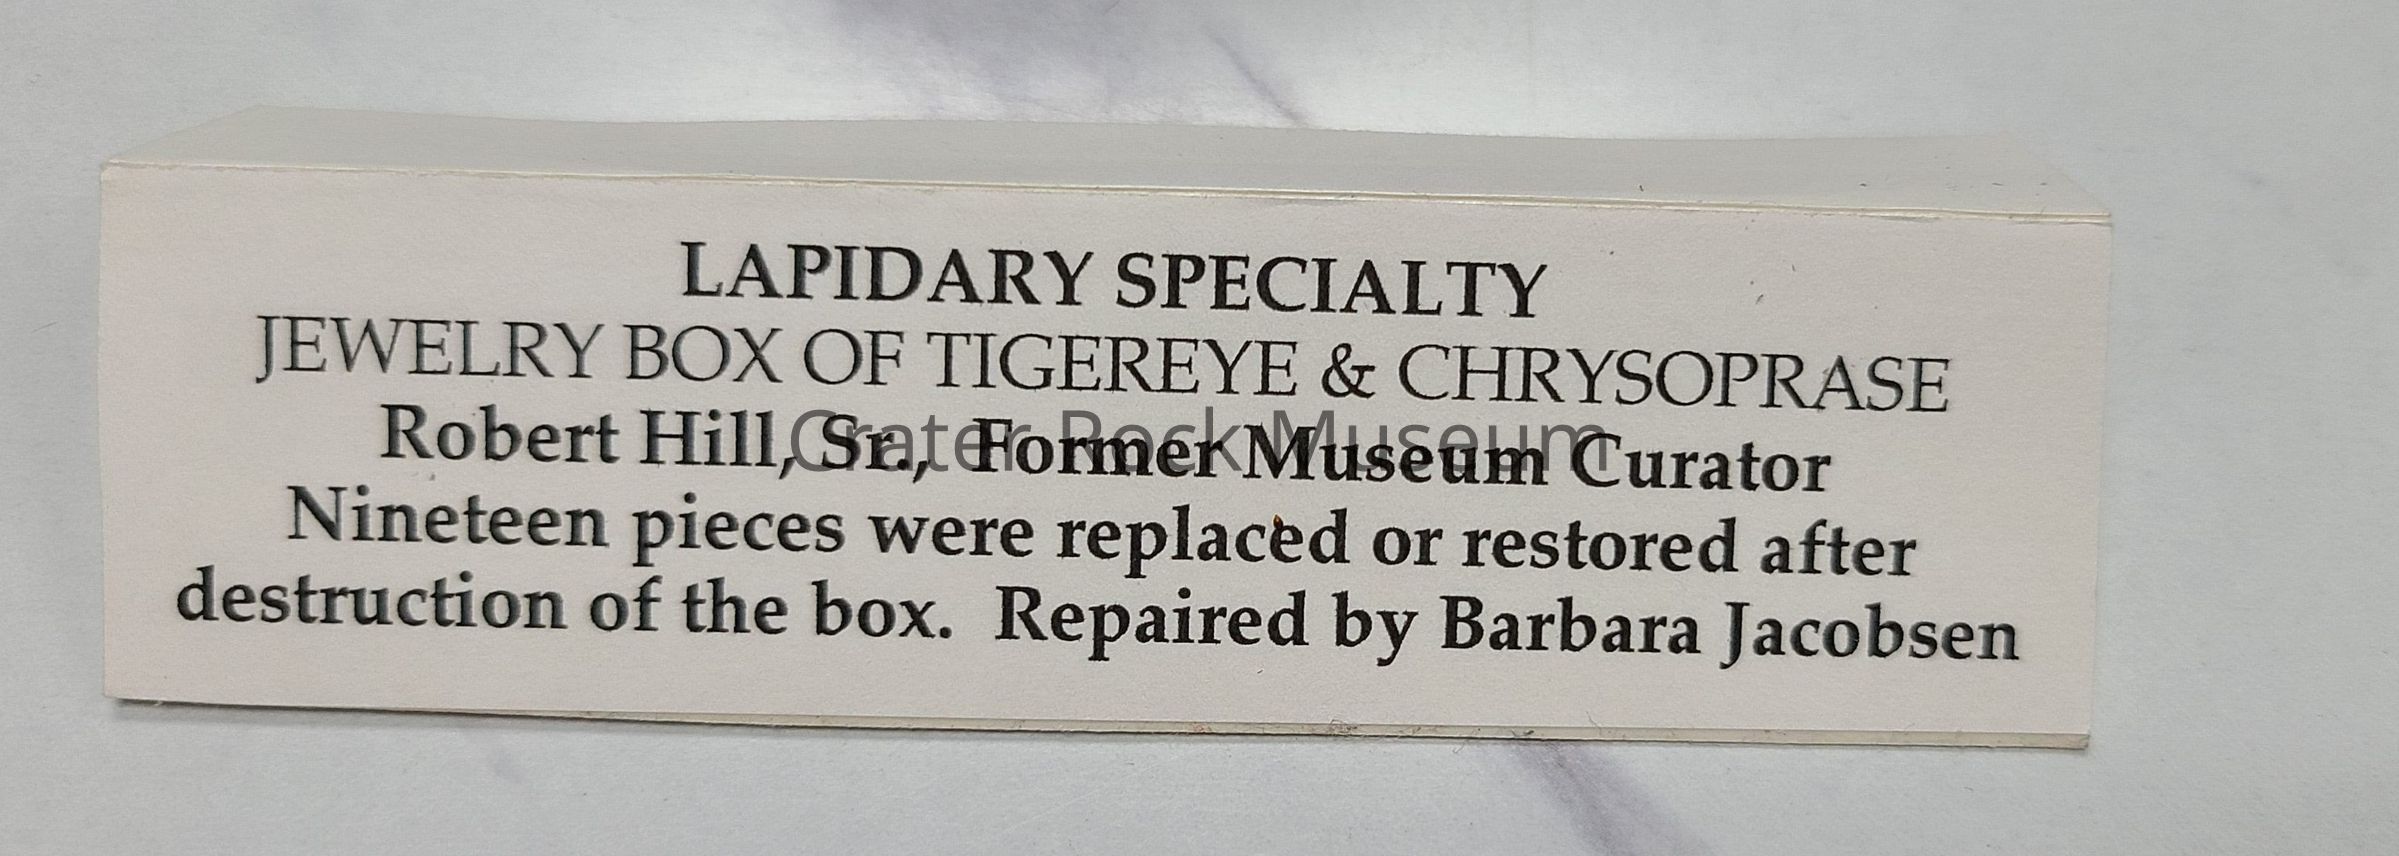 LAPIDARY SPECIALTY
JEWELRY BOX OF TIGEREYE & CHRYSOPRASE
Robert Hill, Sr., Former Museum Curator
Crater Rock Museum
Nineteen pieces were replaced or restored after
destruction of the box. Repaired by Barbara Jacobsen